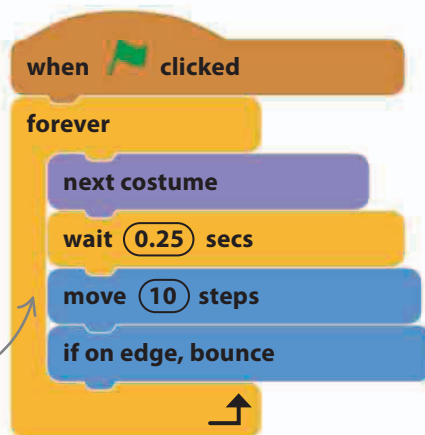 when clicked
forever
next costume
wait 0.25 secs
move 10 steps
if on edge, bounce